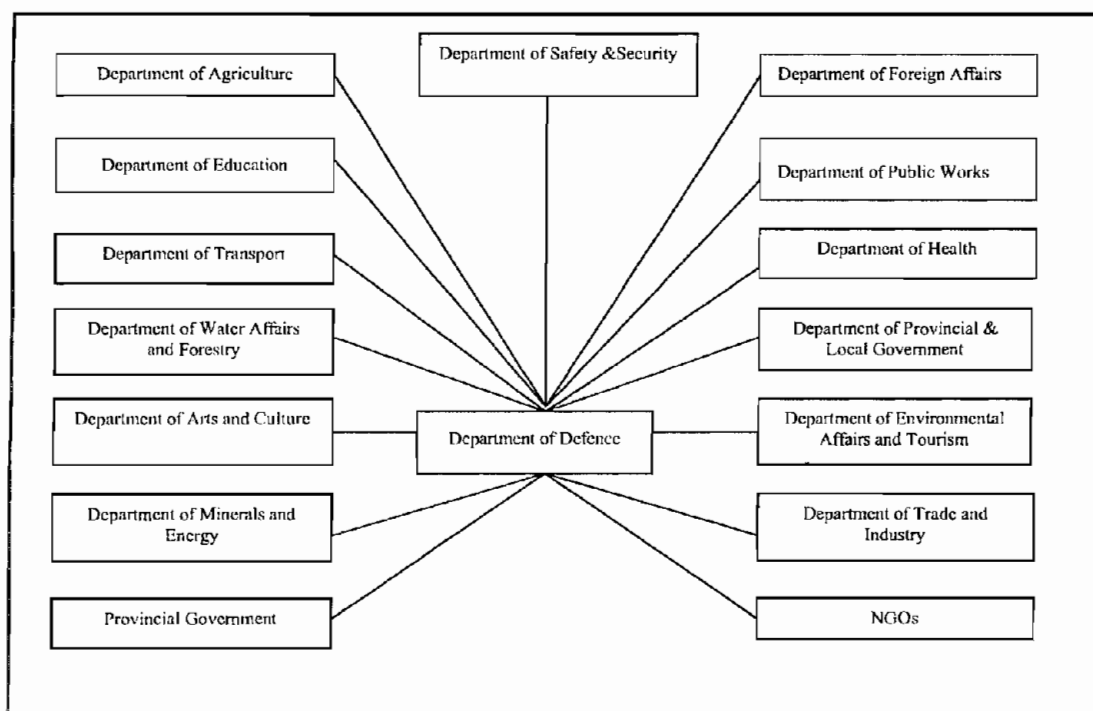 Department of Safety &Security
Department of Agriculture
Department of Foreign Affairs
Department of Education
Department of Public Works
Department of Transport
Department of Health
Department of Water Affairs
and Forestry
Department of Provincial &
Local Government
Department of Arts and Culture
Department of Defence
Department of Environmental
Affairs and Tourism
Department of Minerals and
Energy
Department of Trade and
Industry
Provincial Government
NGOs